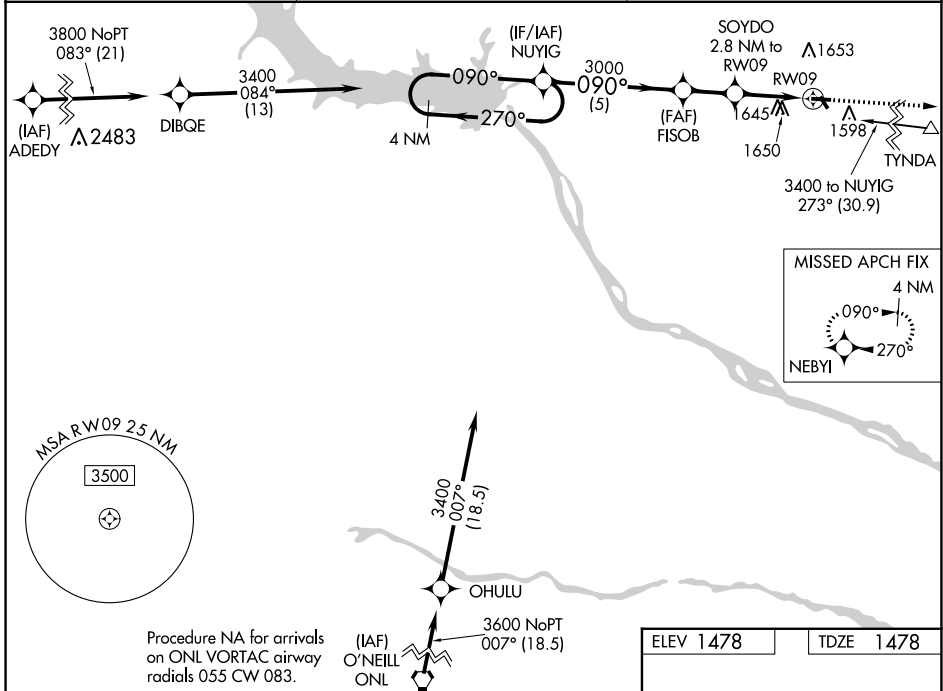 3800 NoPT
083° (21)
(IAF)
ADEDY
2483
DIBQE
3400
084°
(13)
090°
270°
4 NM
(IF/IAF)
NUYIG
3000
090°
(5)
(FAF)
FISOB
SOYDO
2.8 NM to
RW09
1653
RW09
1645
1650
1598
TYNDA
3400 to NUYIG
273° (30.9)
MISSED APCH FIX
4 NM
090°
270°
NEBYI
MSA RW09 25 NM
3500
3400
007°
(18.5)
OHULU
3600 NoPT
007° (18.5)
(IAF)
O'NEILL
ONL
Procedure NA for arrivals
on ONL VORTAC airway
radials 055 CW 083.
ELEV 1478
TDZE 1478